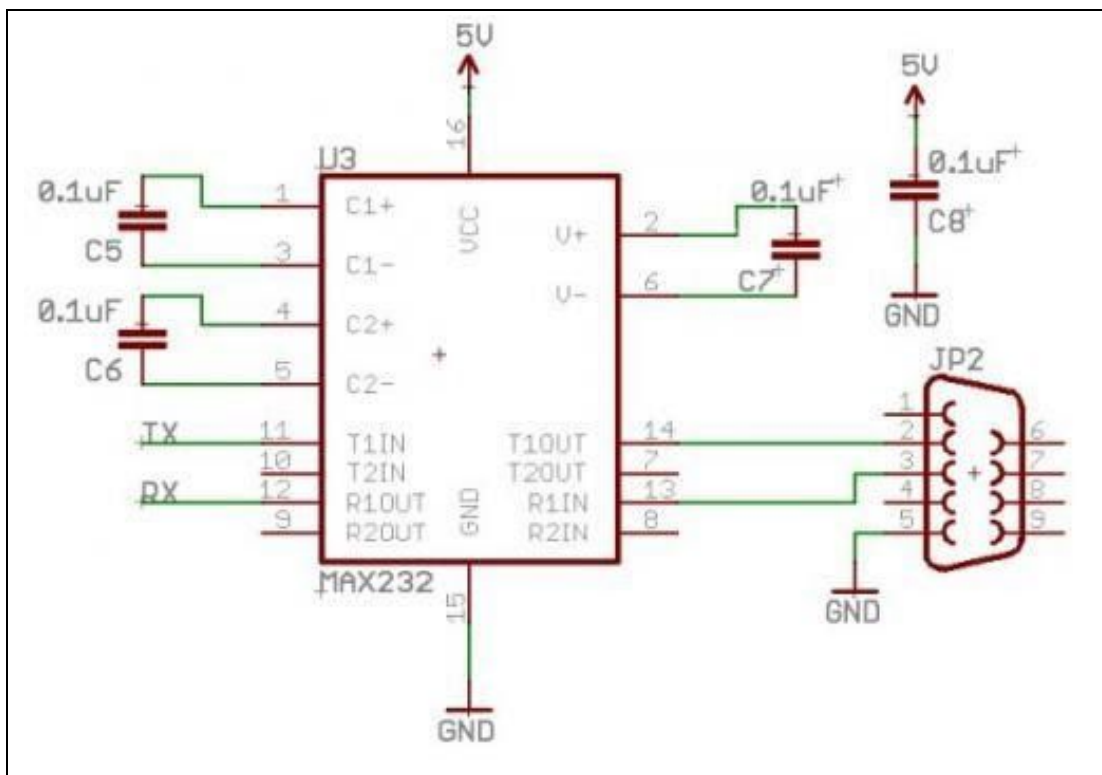 5V
16
U3
0.1uF
C5
1
C1+
3
C1-
VCC
0.1uF
C6
4
C2+
5
C2-
TX
11
T1IN
10
T2IN
RX
12
R1OUT
9
R2OUT
GND
15
MAX232
GND
V+
2
0.1uF
C7
V-
6
T1OUT
14
T2OUT
7
R1IN
13
R2IN
8
5V
0.1uF
C8
GND
JP2
1
2
3
4
5
6
7
8
9
GND